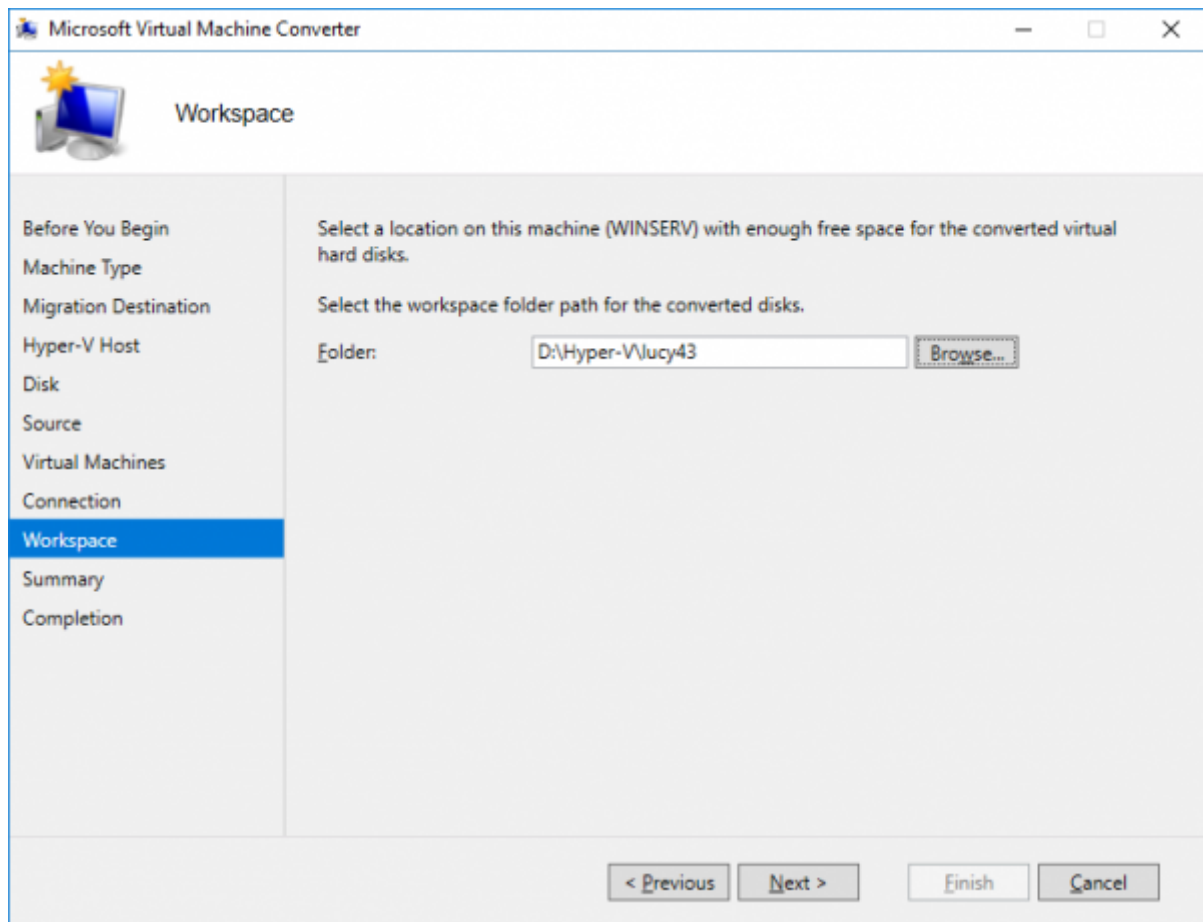 Microsoft Virtual Machine Converter
Workspace
Before You Begin
Machine Type
Migration Destination
Hyper-V Host
Disk
Source
Virtual Machines
Connection
Workspace
Summary
Completion
Select a location on this machine (WINSERV) with enough free space for the converted virtual
hard disks.
Select the workspace folder path for the converted disks.
Folder: D:\Hyper-V\lucy43 Browse...
< Previous Next > Finish Cancel